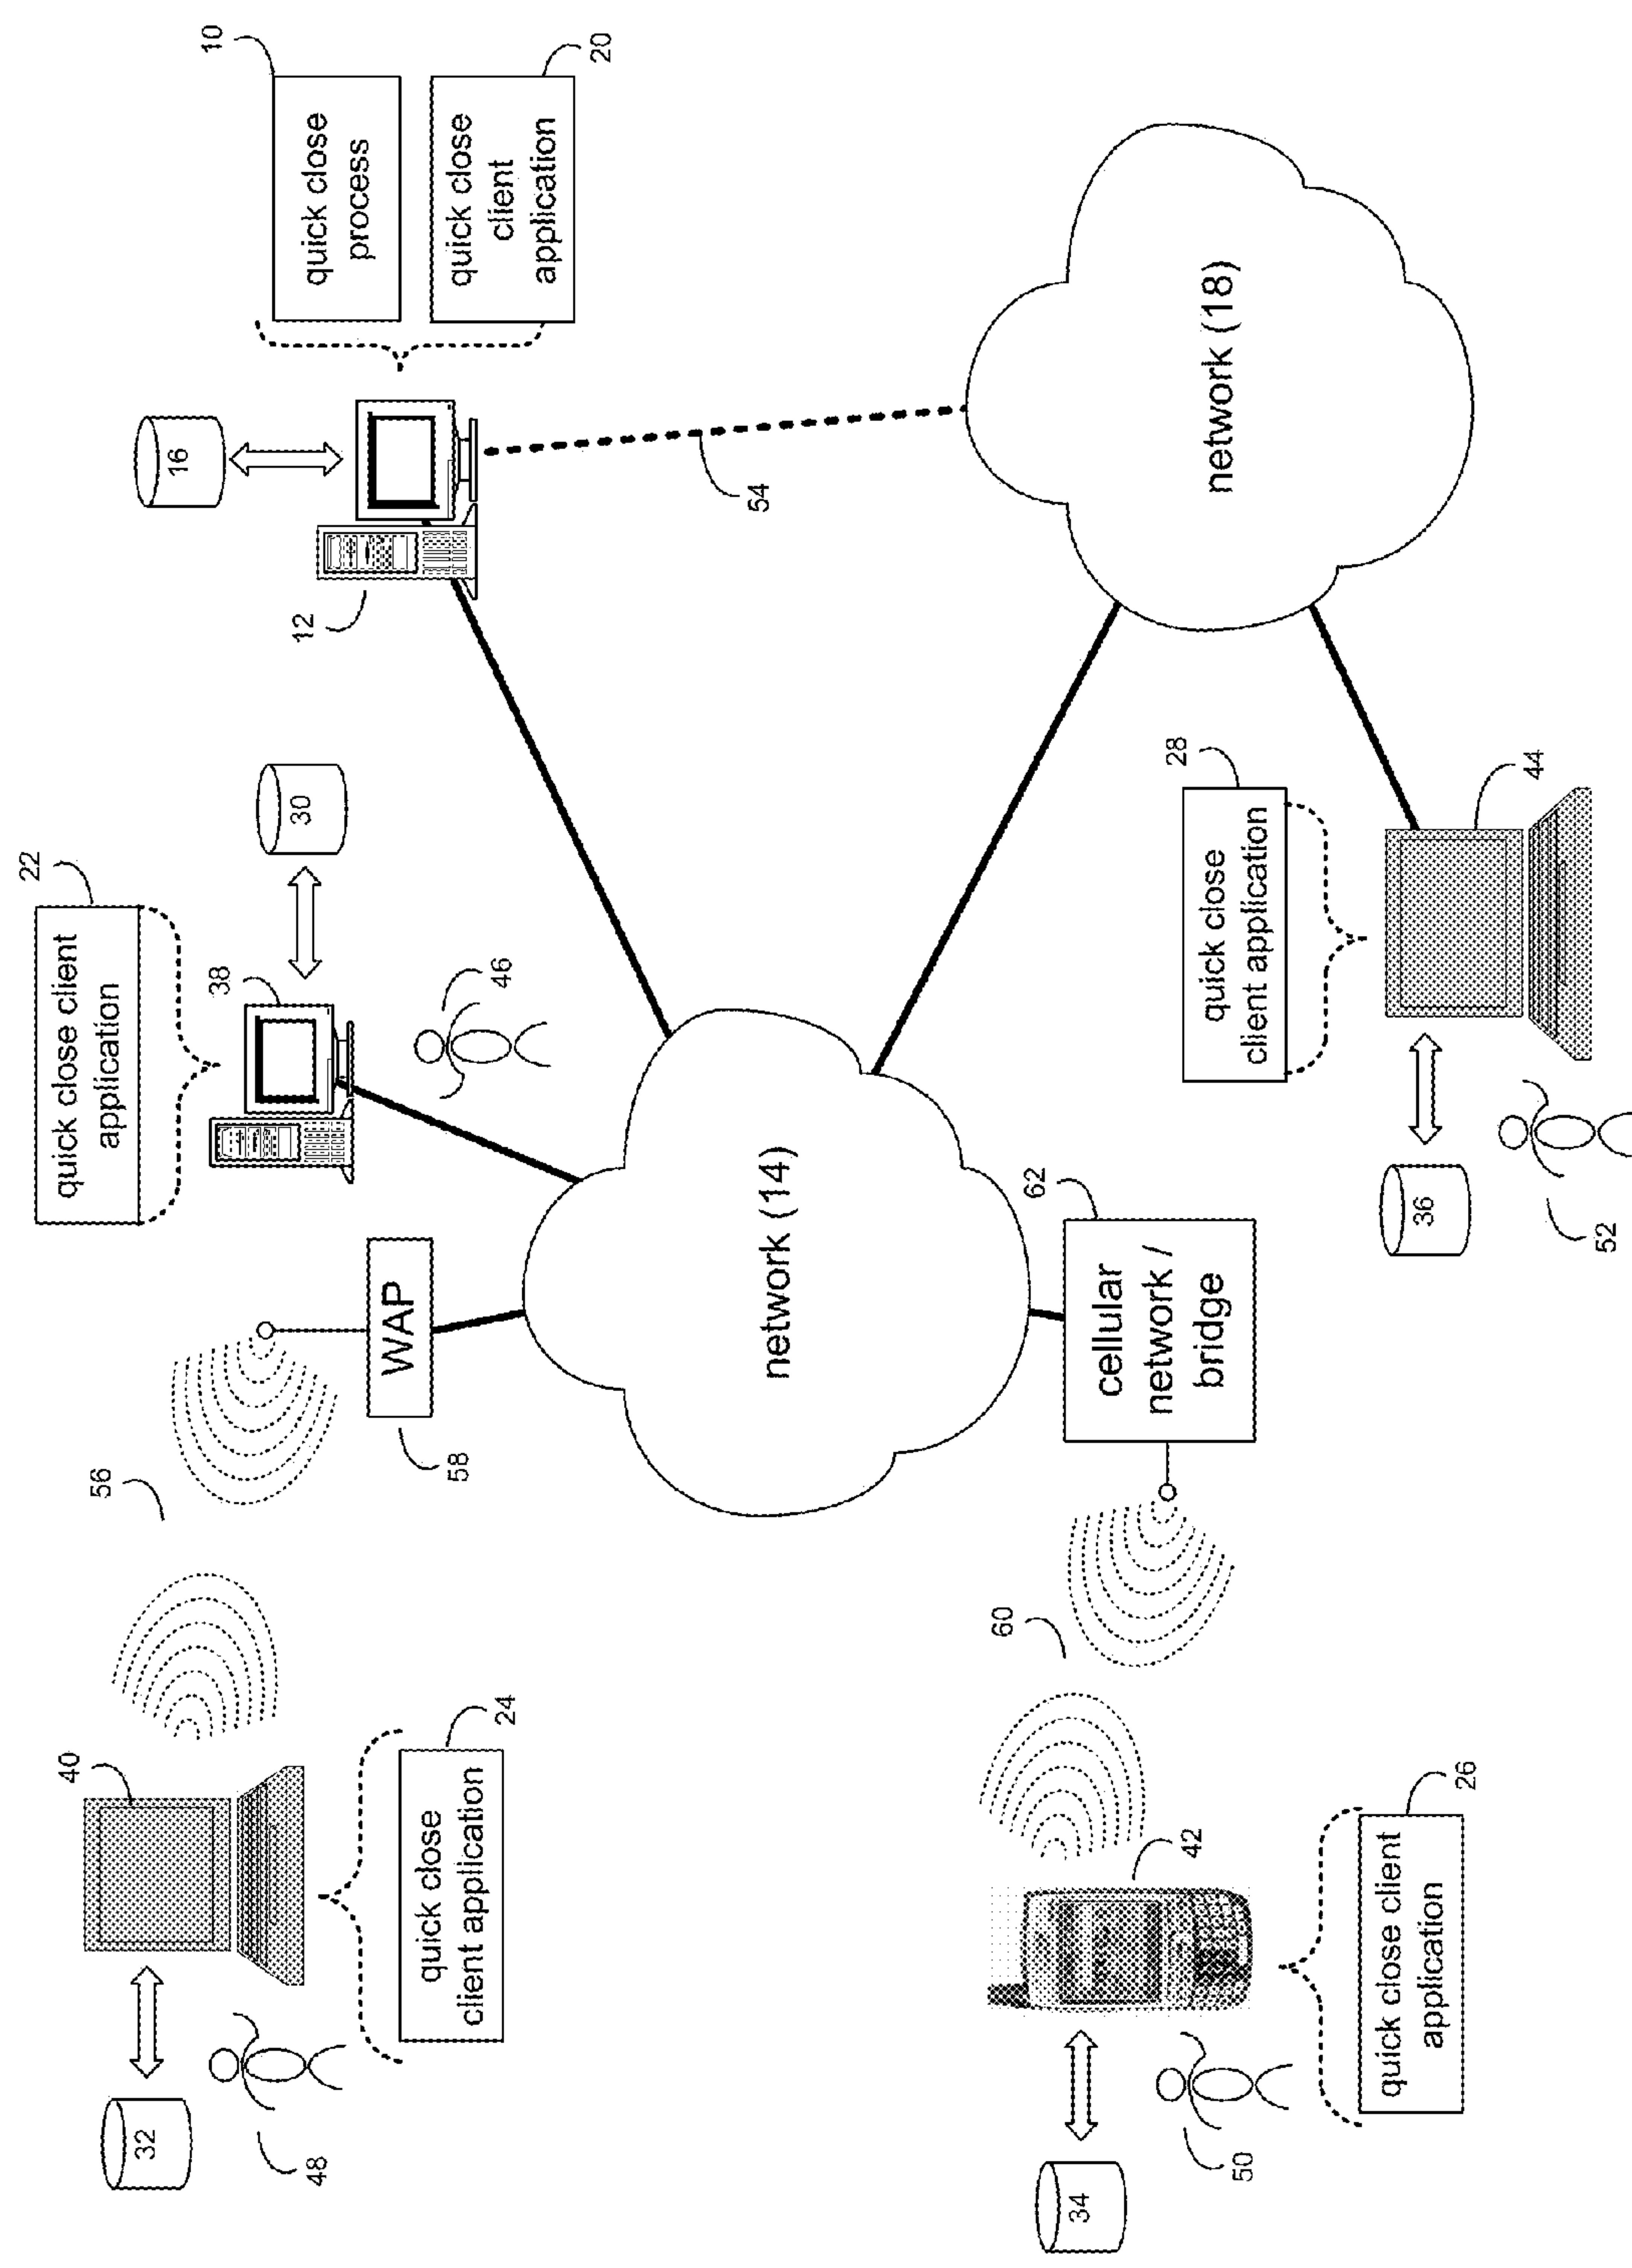 10
quick close
process
20
quick close
client
application
16
12
54
network (18)
22
quick close client
application
30
38
46
28
quick close
client application
44
36
52
network (14)
WAP
58
56
62
cellular
network /
bridge
60
40
24
quick close
client application
32
48
42
26
quick close client
application
34
50